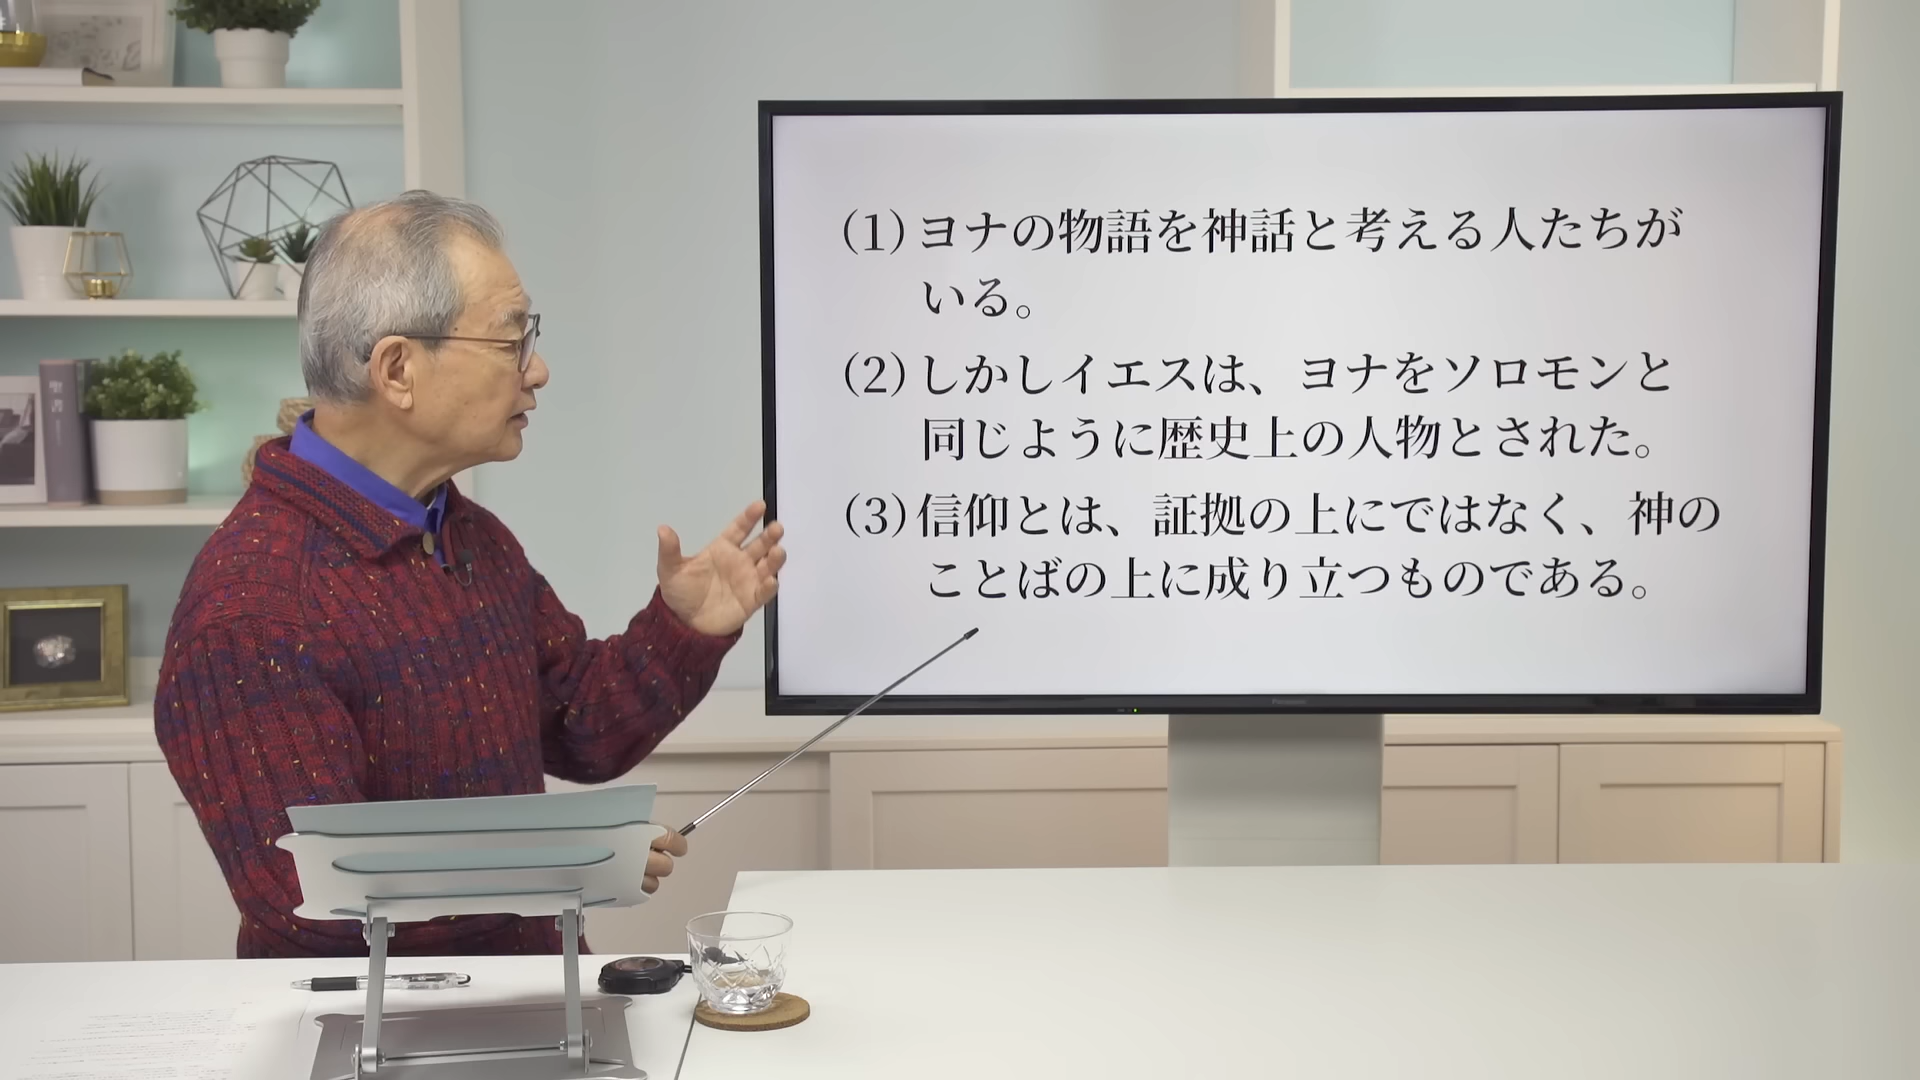 (1)ヨナの物語を神話と考える人たちが
いる。
(2)しかしイエスは、ヨナをソロモンと
同じように歴史上の人物とされた。
(3)信仰とは、証拠の上にではなく、神の
ことばの上に成り立つものである。
Panasonic
聖書